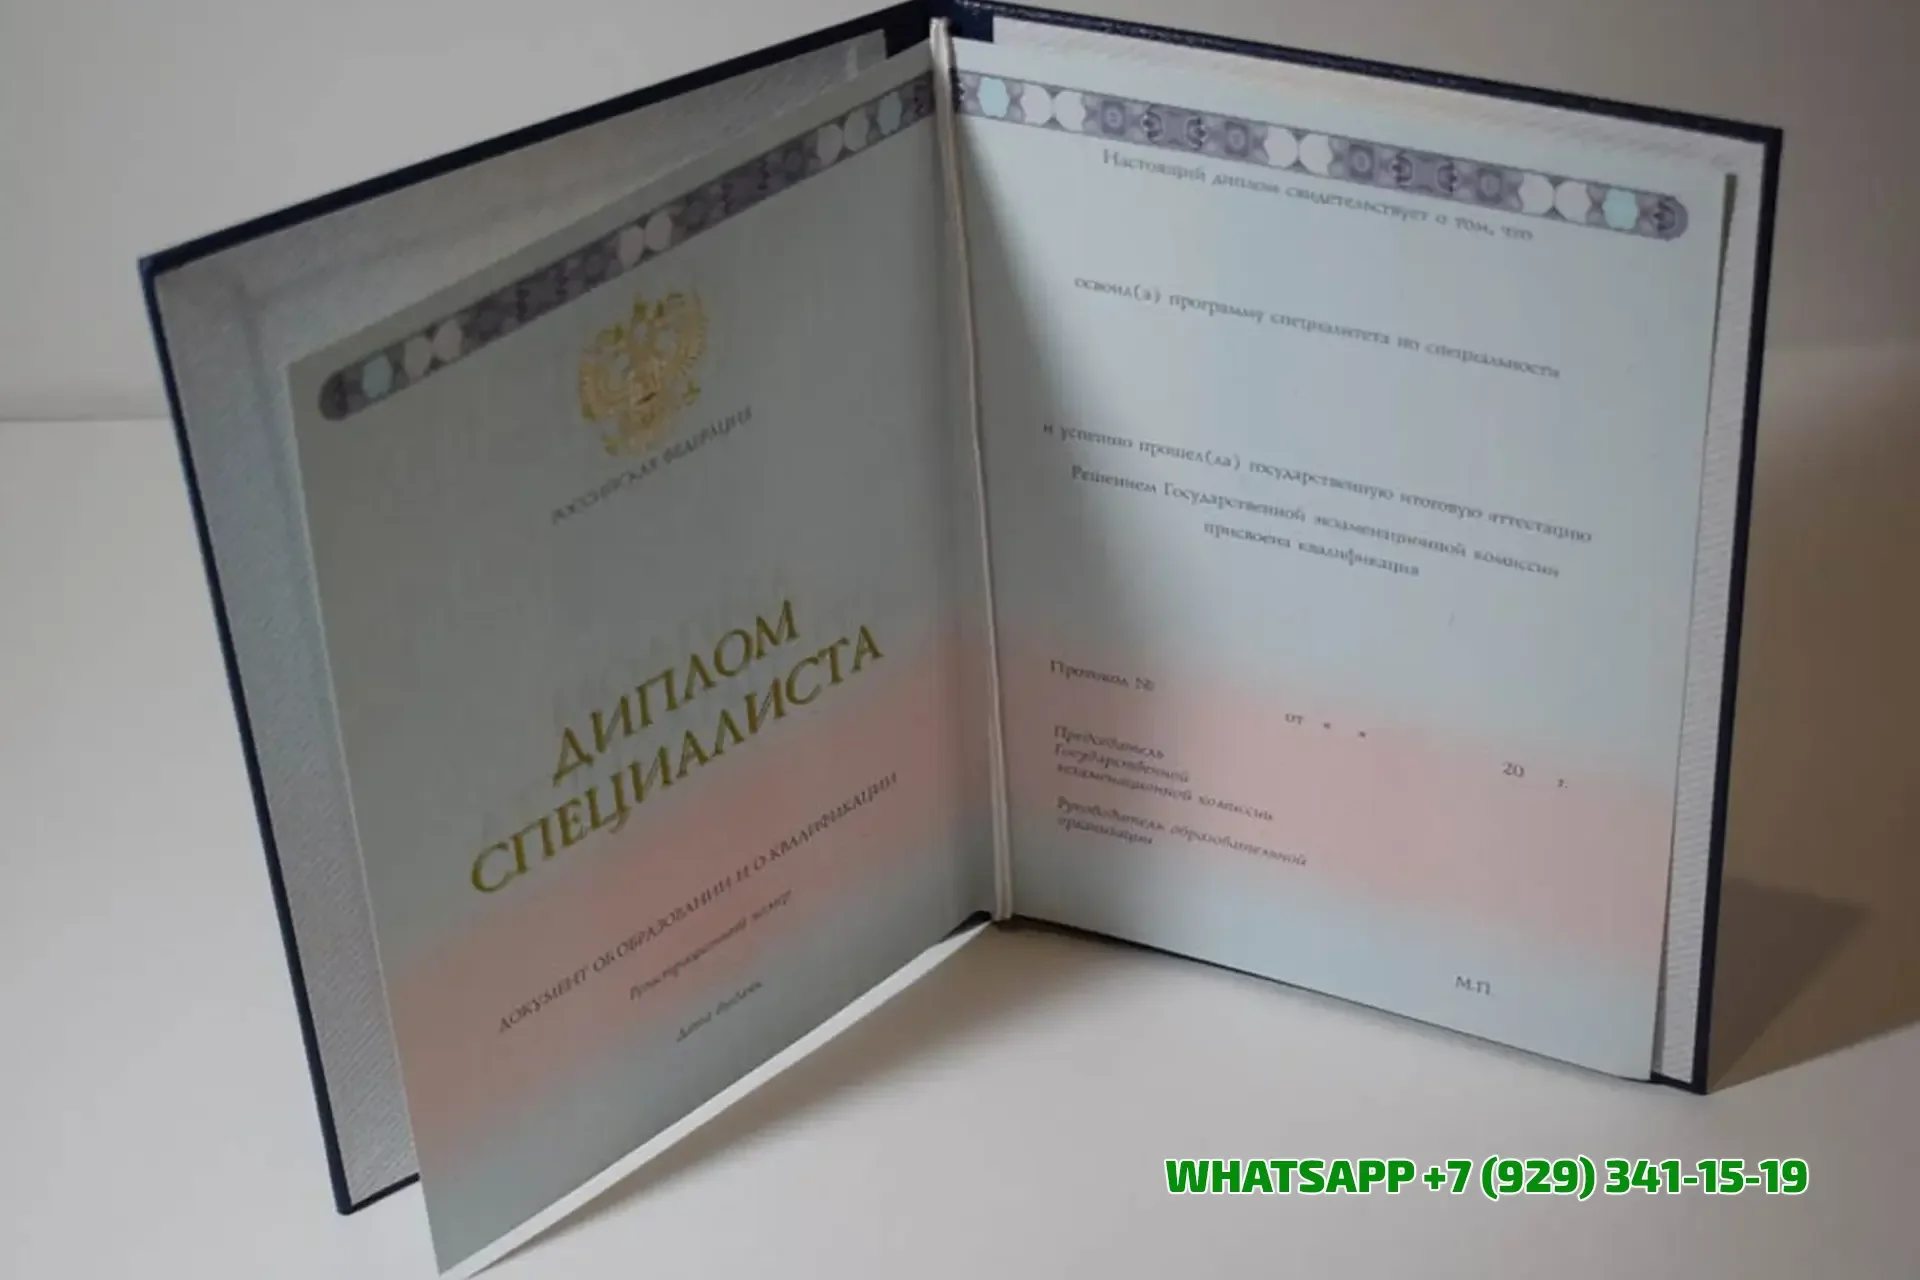 РОССИЙСКАЯ ФЕДЕРАЦИЯ
ДИПЛОМ
СПЕЦИАЛИСТА
ДОКУМЕНТ ОБ ОБРАЗОВАНИИ И О КВАЛИФИКАЦИИ
Регистрационный номер
Дата выдачи
Настоящий диплом свидетельствует о том, что
освоил(а) программу специалитета по специальности
и успешно прошел(ла) государственную итоговую аттестацию
Решением Государственной экзаменационной комиссии
присвоена квалификация
Протокол №
от « »
20 г.
Председатель
Государственной
экзаменационной комиссии
Руководитель образовательной
организации
М.П.
WHATSAPP +7 (929) 341-15-19